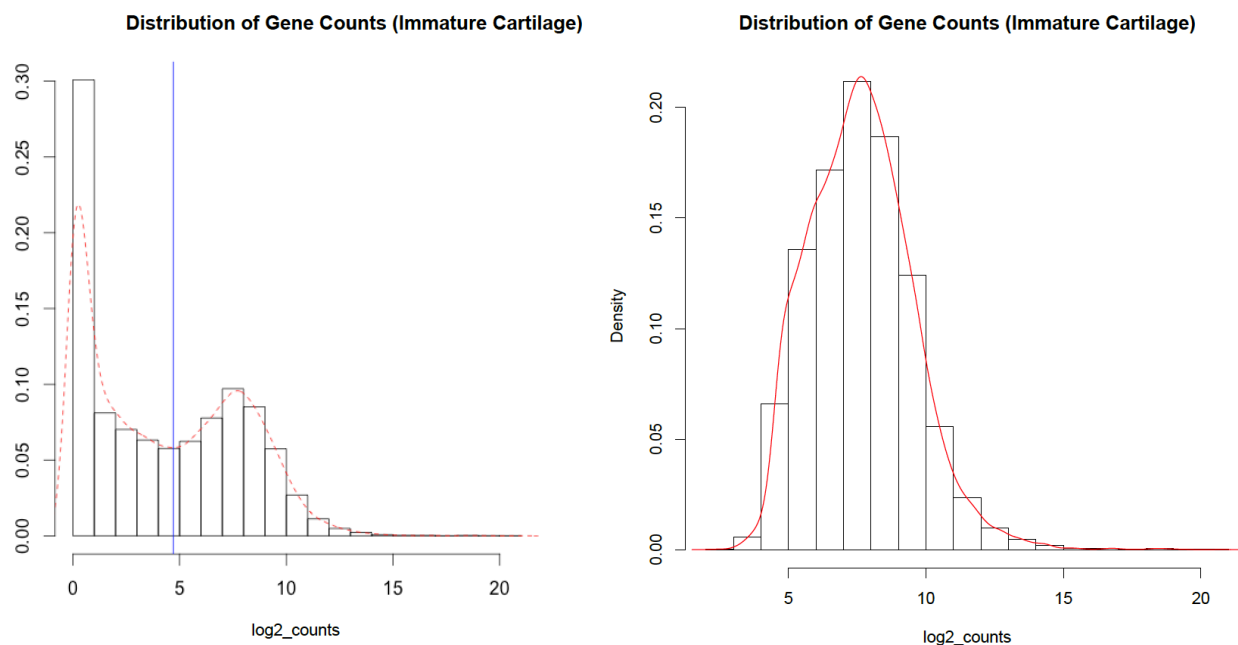 Distribution of Gene Counts (Immature Cartilage)
0.30
0.25
0.20
0.15
0.10
0.05
0.00
0 5 10 15 20
log2_counts
Distribution of Gene Counts (Immature Cartilage)
Density
0.20
0.15
0.10
0.05
0.00
5 10 15 20
log2_counts